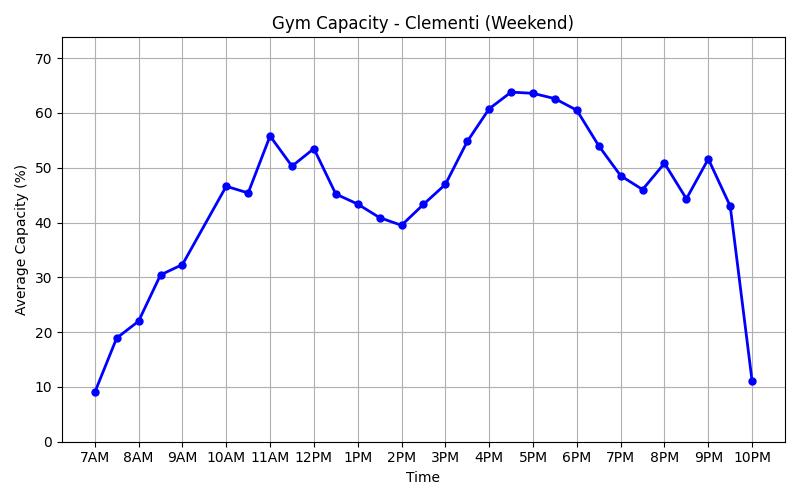 Gym Capacity - Clementi (Weekend)
Average Capacity (%)
70
60
50
40
30
20
10
0
7AM 8AM 9AM 10AM 11AM 12PM 1PM 2PM 3PM 4PM 5PM 6PM 7PM 8PM 9PM 10PM
Time